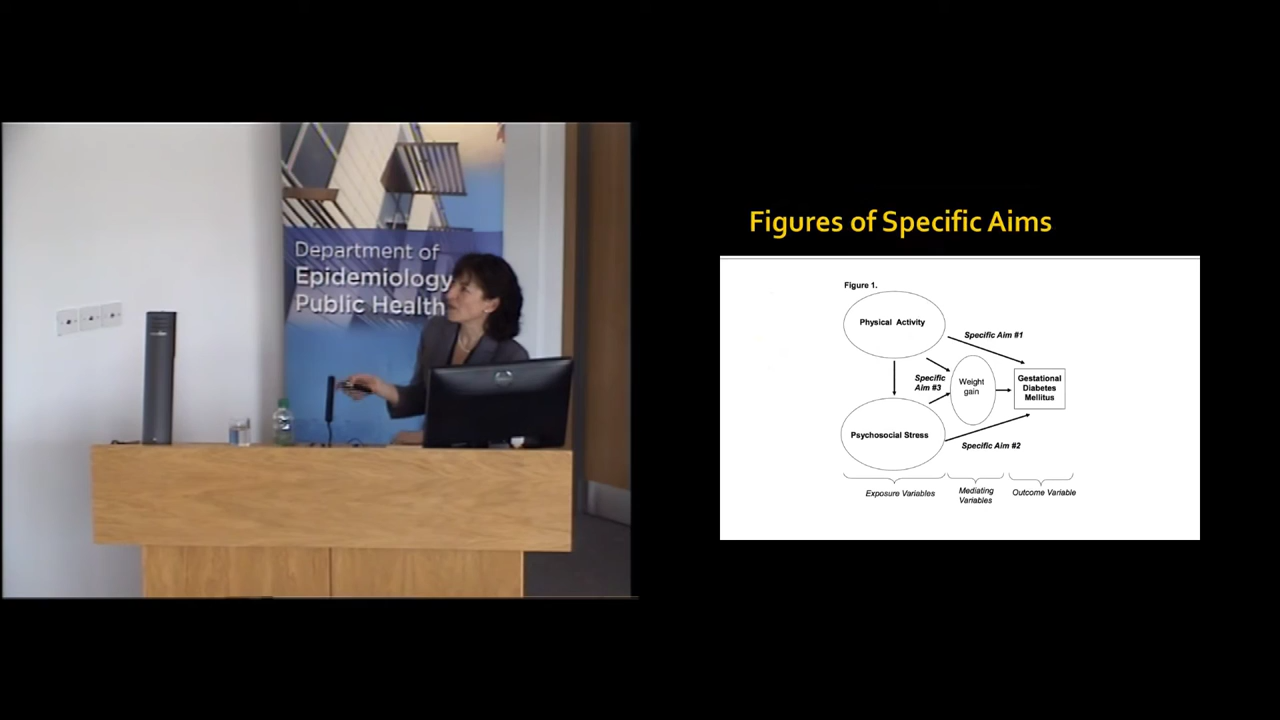 Department of
Epidemiology
Public Health
Figures of Specific Aims
Figure 1.
Physical Activity
Specific Aim #1
Specific
Aim #3
Weight
gain
Gestational
Diabetes
Mellitus
Psychosocial Stress
Specific Aim #2
Exposure Variables
Mediating
Variables
Outcome Variable